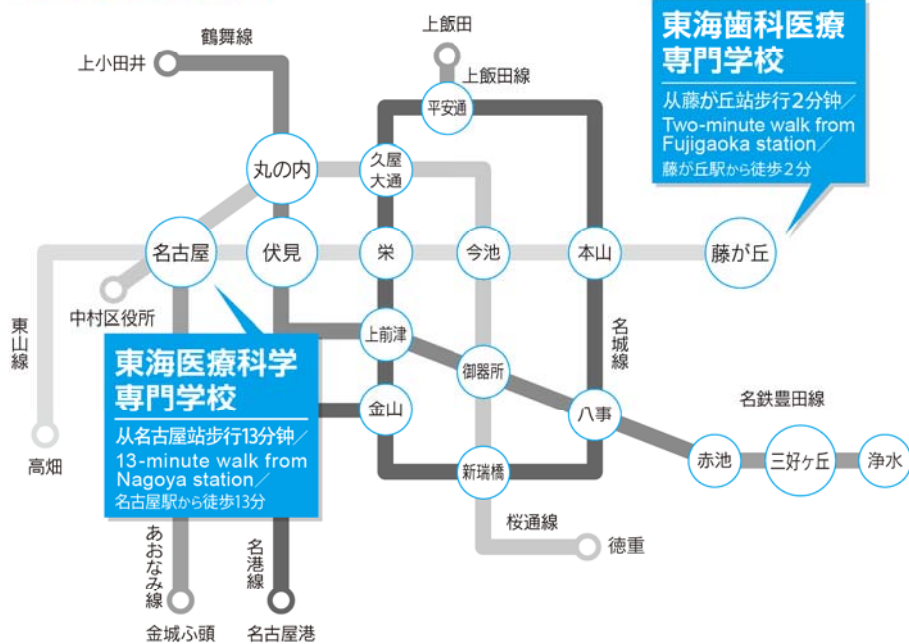 上飯田
鶴舞線
上小田井
上飯田線
平安通
東海歯科医療
専門学校
从藤が丘站步行2分钟／
Two-minute walk from
Fujigaoka station／
藤が丘駅から徒歩2分
丸の内
久屋
大通
名古屋
伏見
栄
今池
本山
藤が丘
中村区役所
東山線
上前津
名城線
東海医療科学
専門学校
从名古屋站步行13分钟／
13-minute walk from
Nagoya station／
名古屋駅から徒歩13分
御器所
金山
八事
名鉄豊田線
高畑
新瑞橋
赤池
三好ヶ丘
浄水
桜通線
徳重
あおなみ線
名港線
金城ふ頭
名古屋港